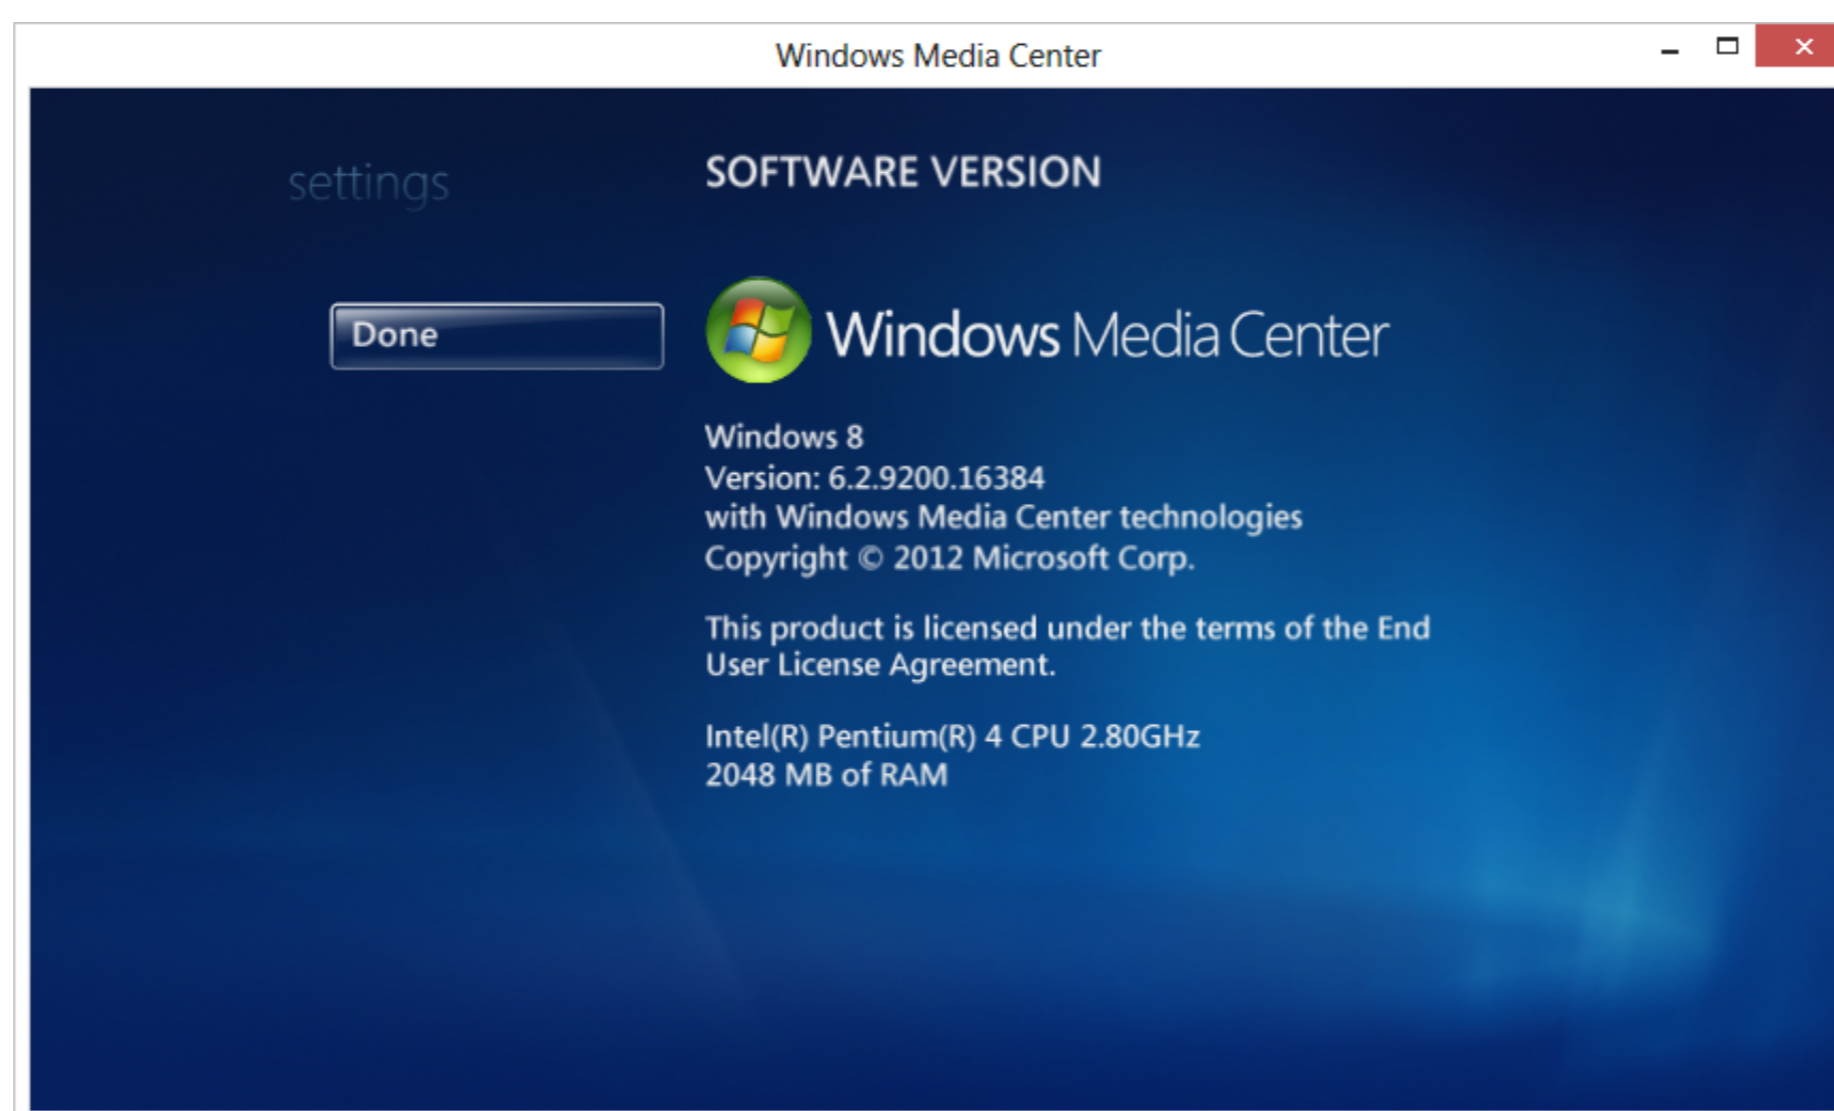 Windows Media Center
settings
SOFTWARE VERSION
Done
Windows Media Center
Windows 8
Version: 6.2.9200.16384
with Windows Media Center technologies
Copyright © 2012 Microsoft Corp.
This product is licensed under the terms of the End
User License Agreement.
Intel(R) Pentium(R) 4 CPU 2.80GHz
2048 MB of RAM